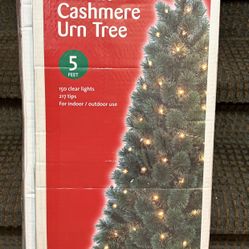 Cashmere
Urn Tree
5
FEET
150 clear lights
217 tips
For indoor / outdoor use